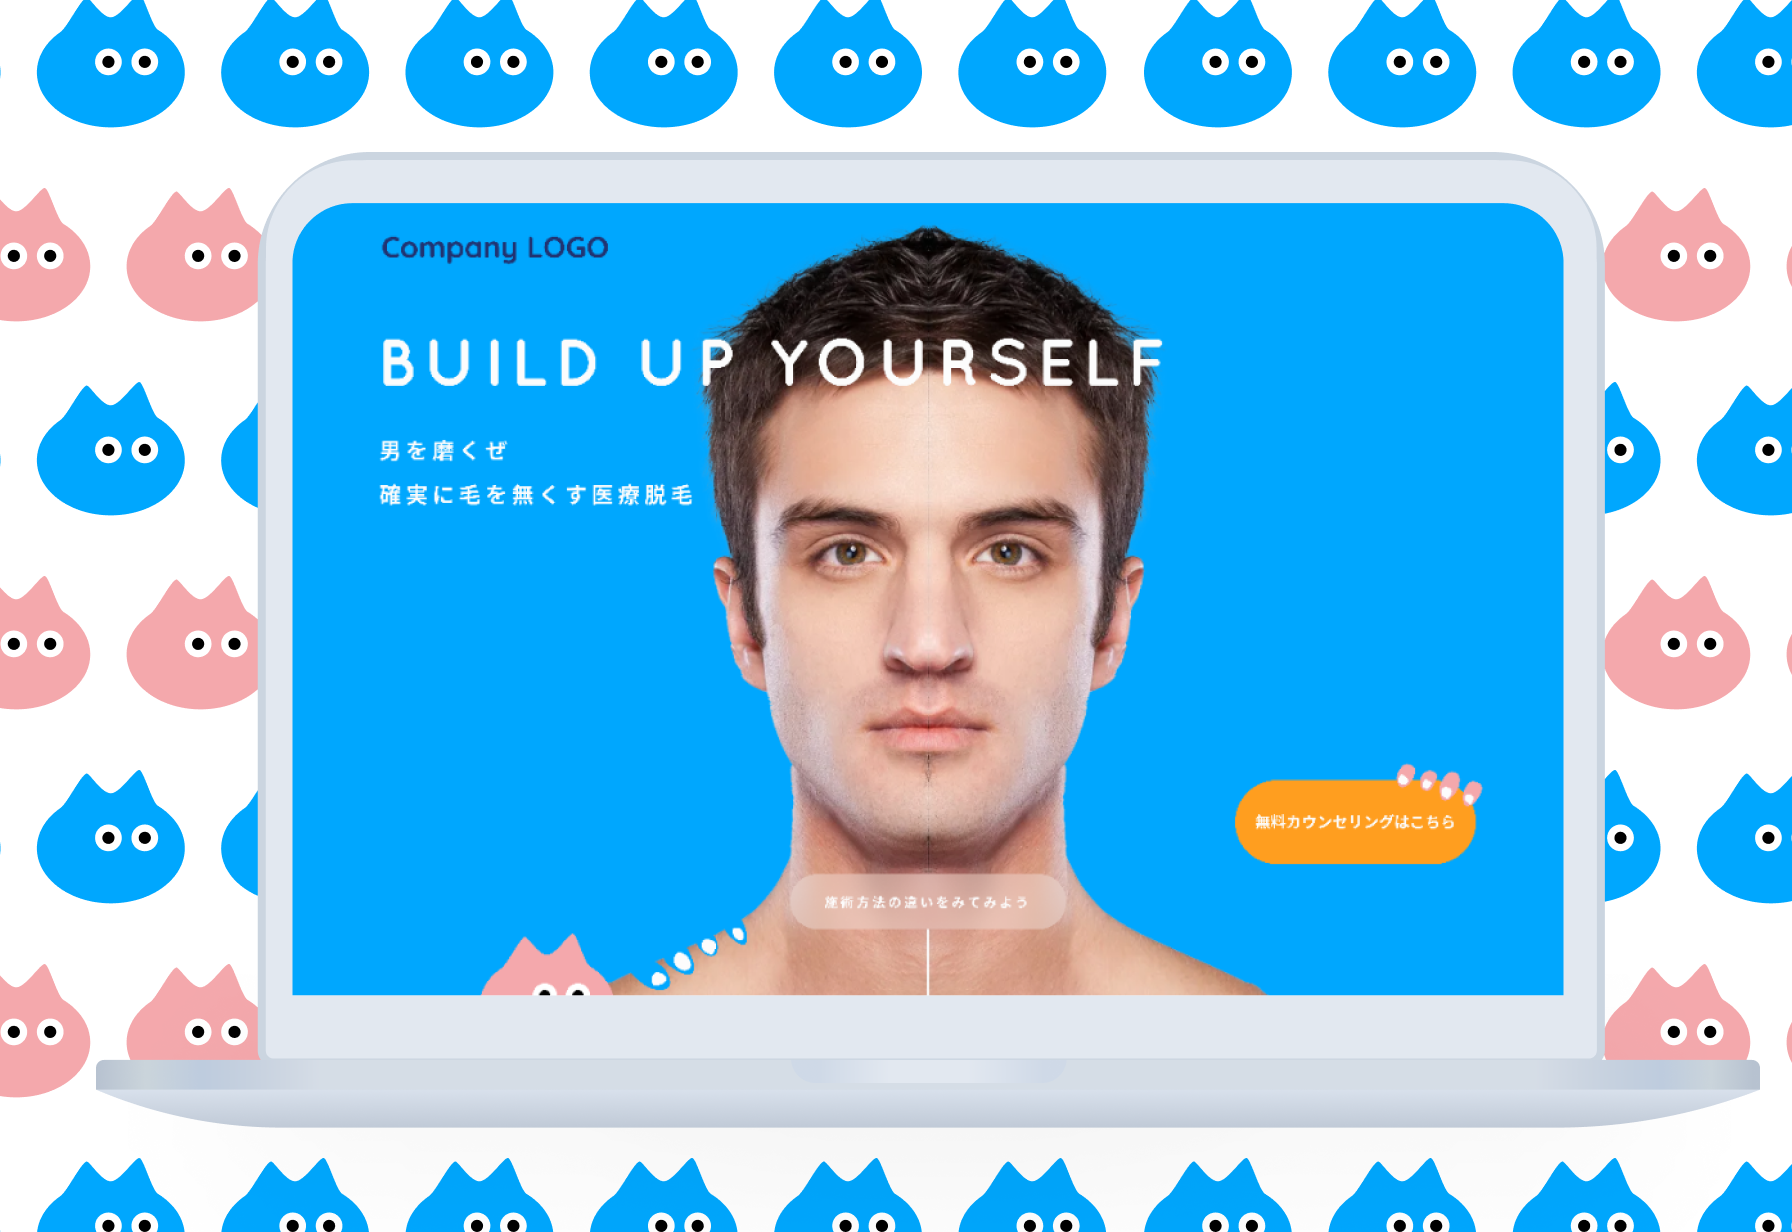 Company LOGO
BUILD UP YOURSELF
男を磨くぜ
確実に毛を無くす医療脱毛
無料カウンセリングはこちら
施術方法の違いをみてみよう